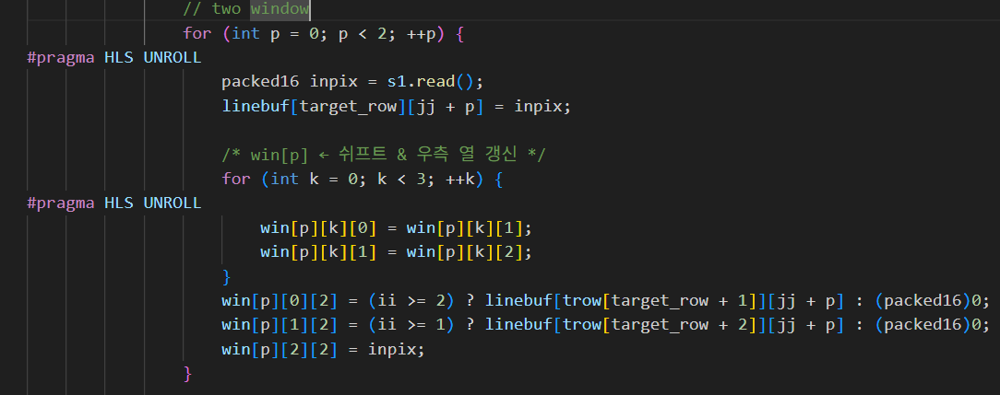 // two window
for (int p = 0; p < 2; ++p) {
#pragma HLS UNROLL
packed16 inpix = s1.read();
linebuf[target_row][jj + p] = inpix;
/* win[p] ← 쉬프트 & 우측 열 갱신 */
for (int k = 0; k < 3; ++k) {
#pragma HLS UNROLL
win[p][k][0] = win[p][k][1];
win[p][k][1] = win[p][k][2];
}
win[p][0][2] = (ii >= 2) ? linebuf[trow[target_row + 1]][jj + p] : (packed16)0;
win[p][1][2] = (ii >= 1) ? linebuf[trow[target_row + 2]][jj + p] : (packed16)0;
win[p][2][2] = inpix;
}